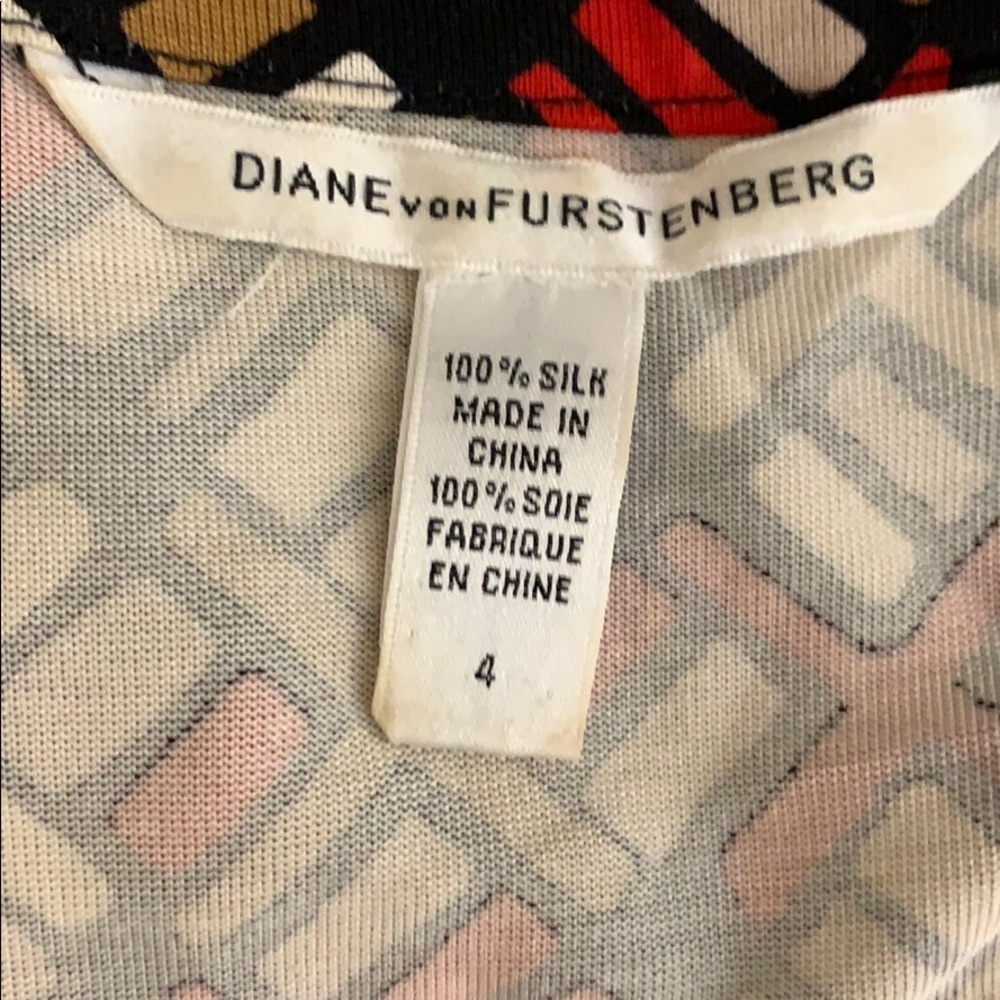 DIANE von FURSTENBERG
100% SILK
MADE IN
CHINA
100% SOIE
FABRIQUE
EN CHINE
4